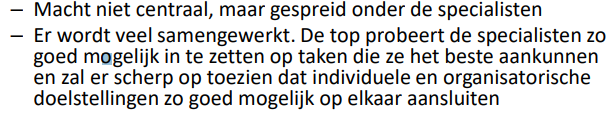 – Macht niet centraal, maar gespreid onder de specialisten
– Er wordt veel samengewerkt. De top probeert de specialisten zo
goed mogelijk in te zetten op taken die ze het beste aankunnen
en zal er scherp op toezien dat individuele en organisatorische
doelstellingen zo goed mogelijk op elkaar aansluiten